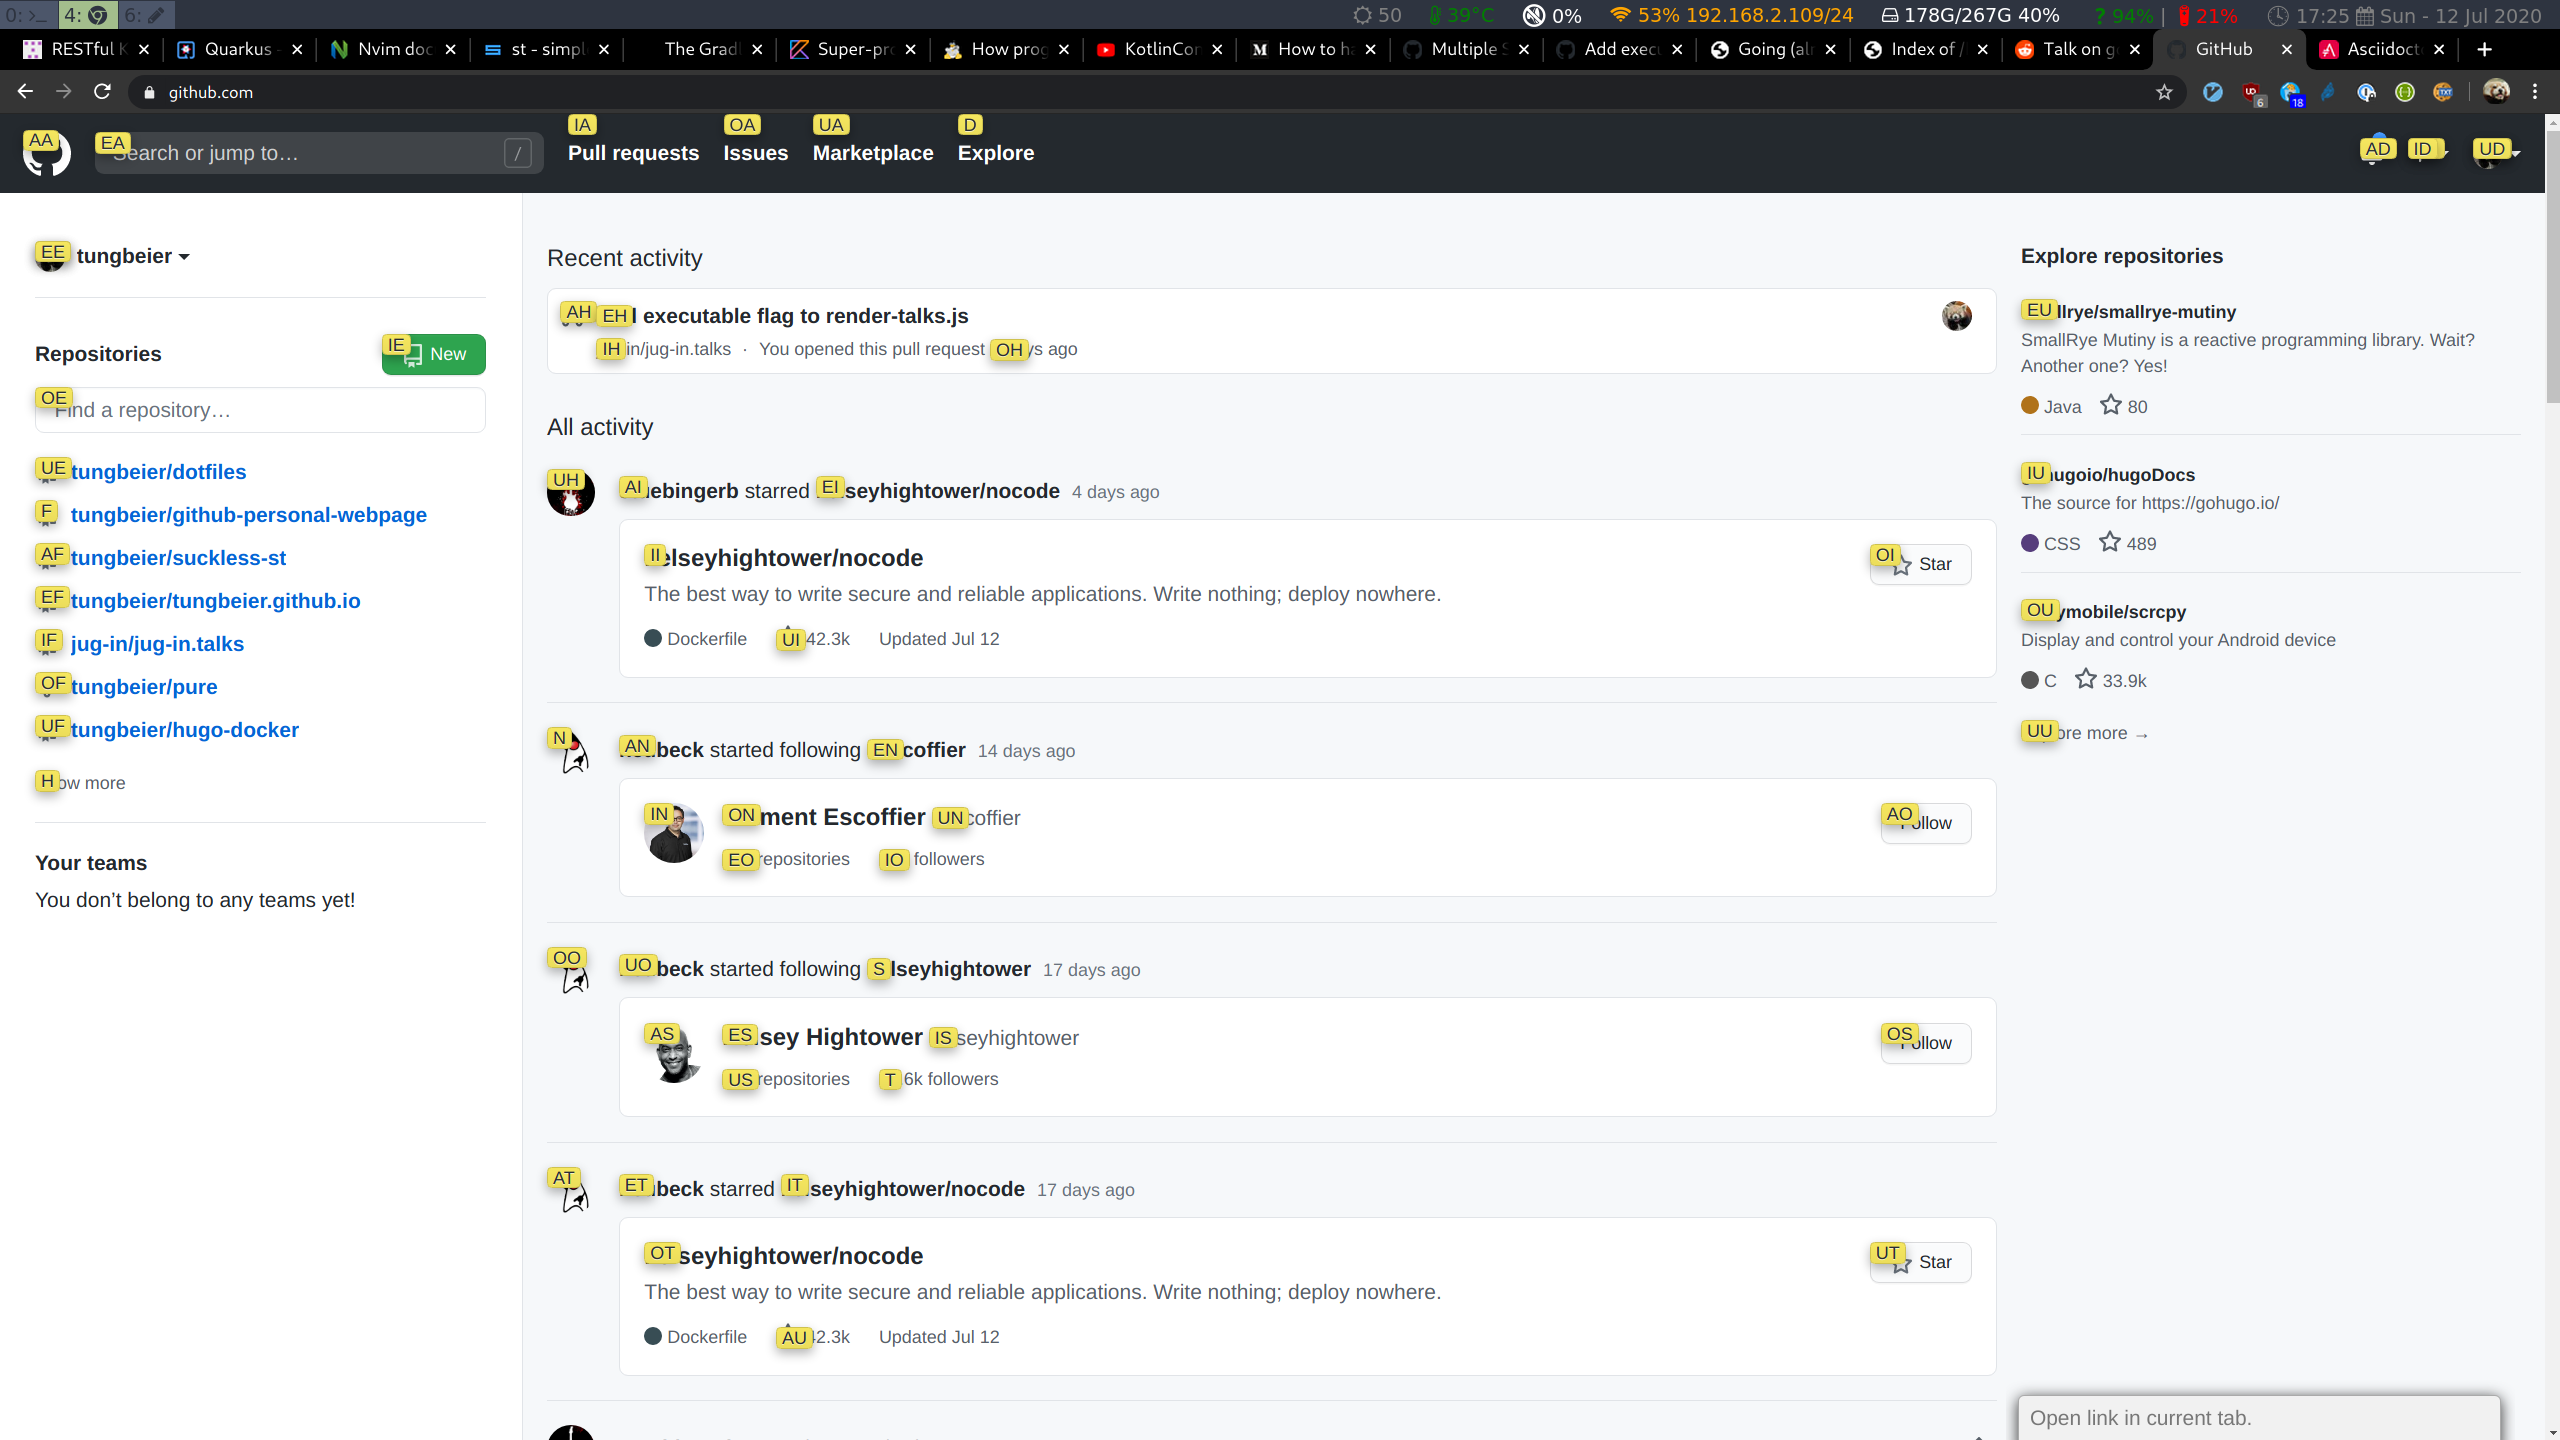 0: 4: 6: 50 39°C 0% 53% 192.168.2.109/24 178G/267G 40% ? 94% | 21% 17:25 Sun - 12 Jul 2020
RESTful Quarkus - Nvim doc st - simpl The Grad Super-pr How prog KotlinCon How to Multiple Add exec Going (al Index of / Talk on g GitHub Asciidoct
github.com 6 18
AA EA Search or jump to… / IA OA UA D AD ID UD
Pull requests Issues Marketplace Explore
EE tungbeier
Repositories IE New
OE Find a repository…
UE tungbeier/dotfiles
F tungbeier/github-personal-webpage
AF tungbeier/suckless-st
EF tungbeier/tungbeier.github.io
IF jug-in/jug-in.talks
OF tungbeier/pure
UF tungbeier/hugo-docker
H ow more
Your teams
You don’t belong to any teams yet!
Recent activity
AH EH executable flag to render-talks.js
IH in/jug-in.talks · You opened this pull request OH ys ago
All activity
UH AI ebingerb starred EI seyhightower/nocode 4 days ago
II elseyhightower/nocode OI Star
The best way to write secure and reliable applications. Write nothing; deploy nowhere.
Dockerfile UI 42.3k Updated Jul 12
N AN beck started following EN coffier 14 days ago
IN ON ment Escoffier UN coffier AO ollow
EO repositories IO followers
OO UO beck started following S lseyhightower 17 days ago
AS ES sey Hightower IS seyhightower OS ollow
US repositories T 6k followers
AT ET beck starred IT seyhightower/nocode 17 days ago
OT seyhightower/nocode UT Star
The best way to write secure and reliable applications. Write nothing; deploy nowhere.
Dockerfile AU 2.3k Updated Jul 12
Explore repositories
EU llrye/smallrye-mutiny
SmallRye Mutiny is a reactive programming library. Wait?
Another one? Yes!
Java 80
IU hugoio/hugoDocs
The source for https://gohugo.io/
CSS 489
OU ymobile/scrcpy
Display and control your Android device
C 33.9k
UU ore more →
Open link in current tab.